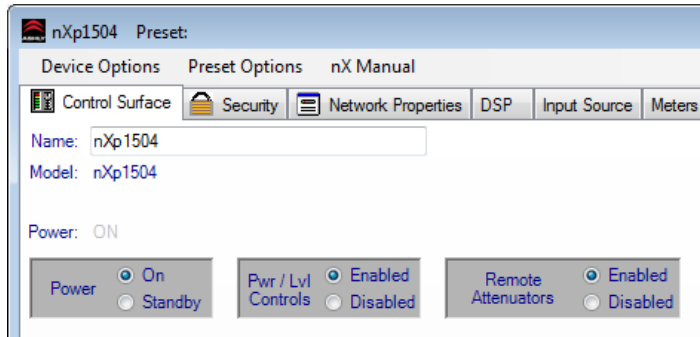 ASHLY nXp1504 Preset:
Device Options Preset Options nX Manual
Control Surface Security Network Properties DSP Input Source Meters
Name: nXp1504
Model: nXp1504
Power: ON
Power On Standby
Pwr / Lvl Controls Enabled Disabled
Remote Attenuators Enabled Disabled